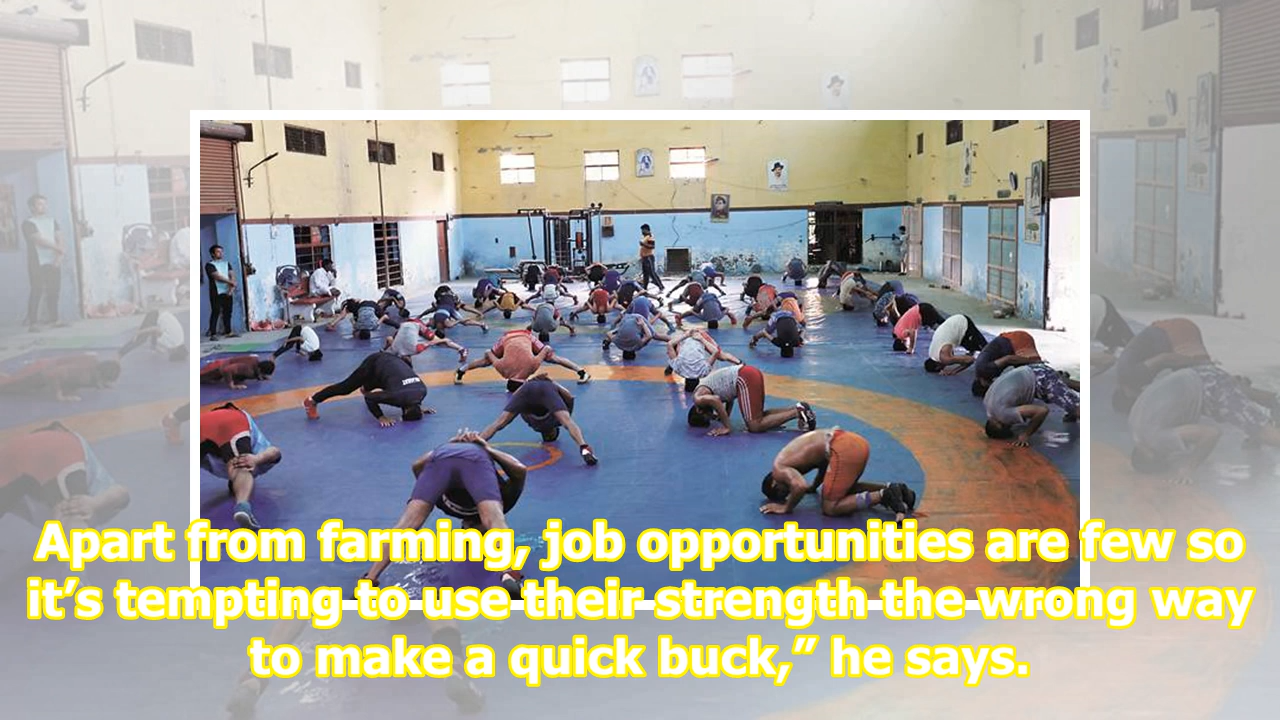 Apart from farming, job opportunities are few so
it’s tempting to use their strength the wrong way
to make a quick buck,” he says.